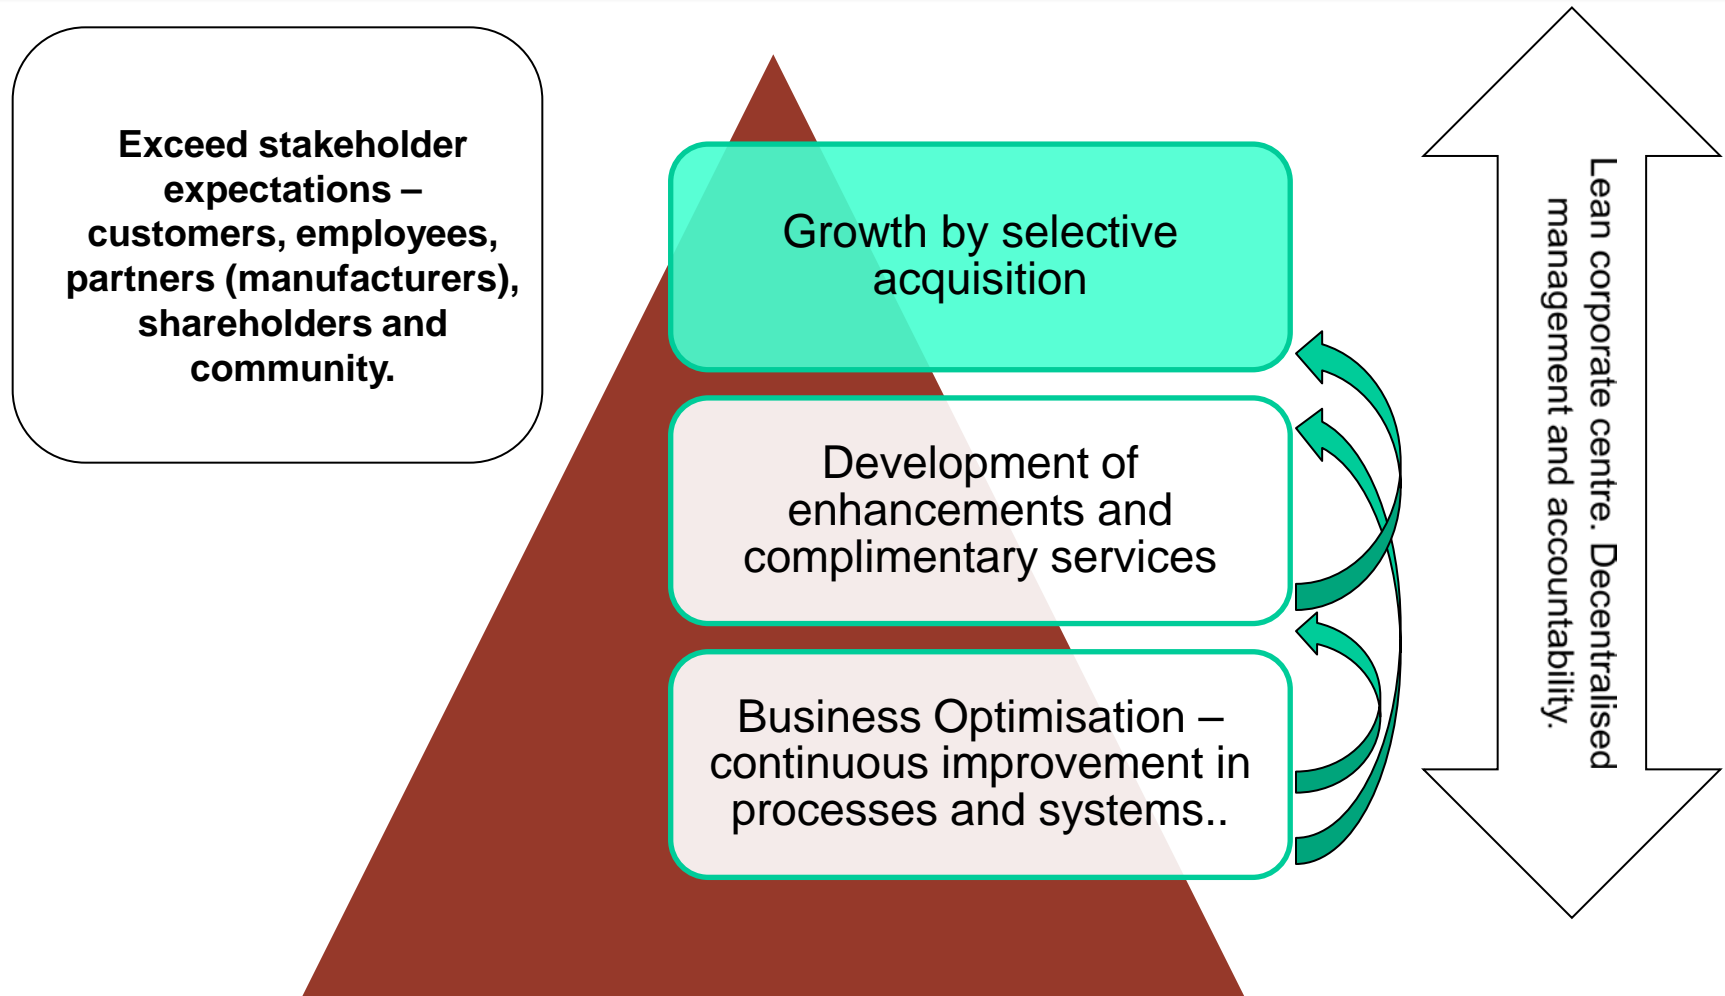 Exceed stakeholder
expectations –
customers, employees,
partners (manufacturers),
shareholders and
community.
Growth by selective
acquisition
Development of
enhancements and
complimentary services
Business Optimisation –
continuous improvement in
processes and systems..
Lean corporate centre. Decentralised
management and accountability.